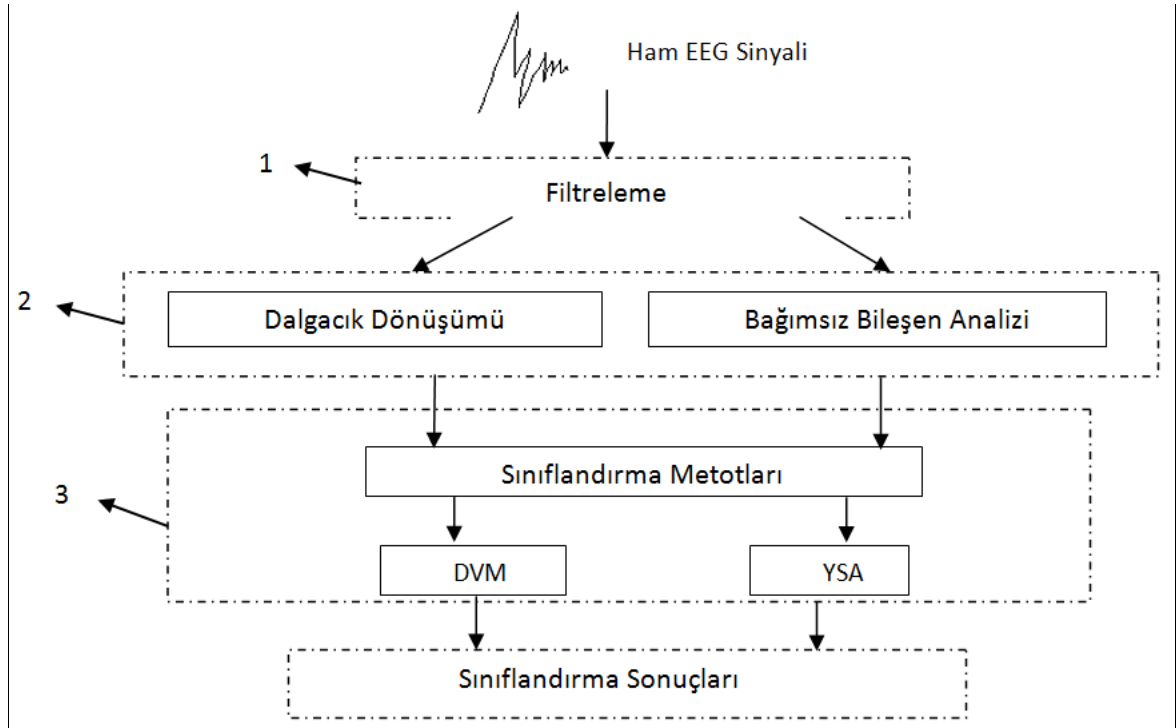 Ham EEG Sinyali
1
Filtreleme
2
Dalgacık Dönüşümü
Bağımsız Bileşen Analizi
Sınıflandırma Metotları
3
DVM
YSA
Sınıflandırma Sonuçları